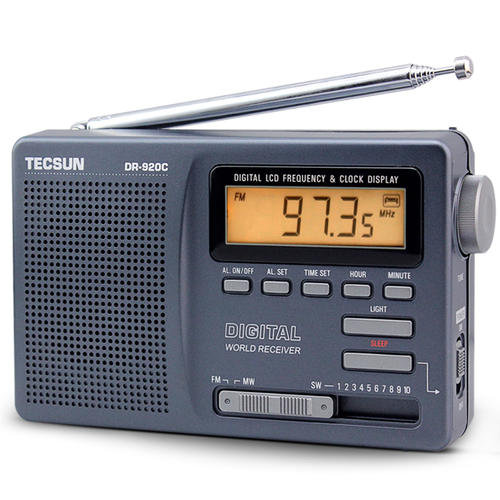 TECSUN
DR-920C
DIGITAL LCD FREQUENCY & CLOCK DISPLAY
FM
97.35
MHz
AL. ON/OFF AL. SET TIME SET HOUR MINUTE
LIGHT
DIGITAL
WORLD RECEIVER
SLEEP
FM MW SW 1 2 3 4 5 6 7 8 9 10